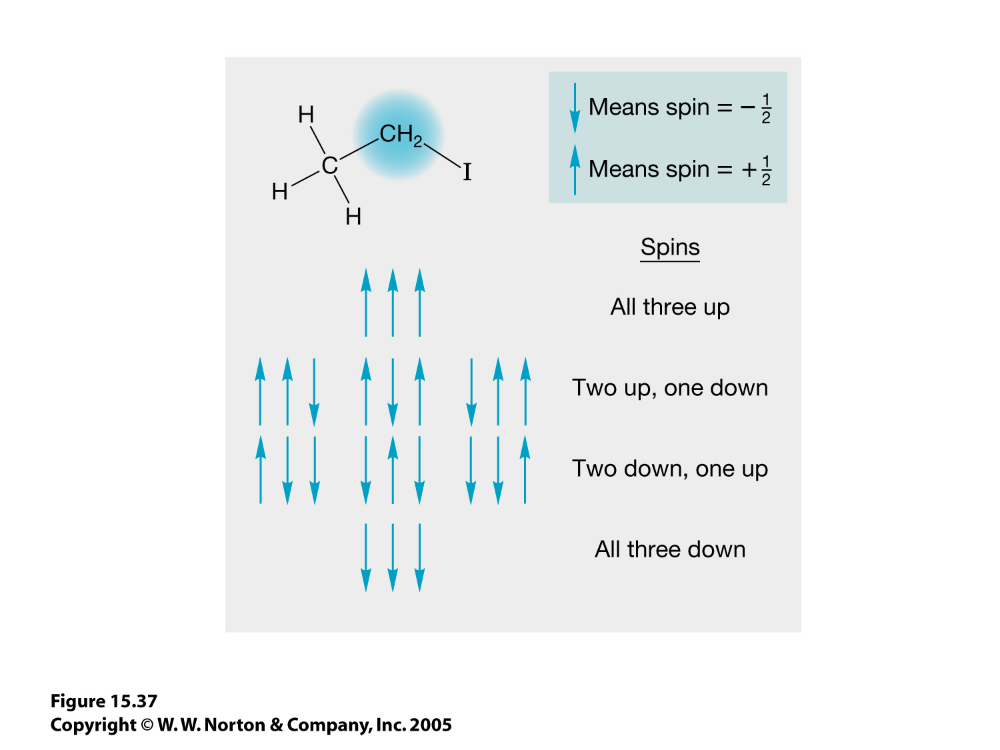 H
CH₂
C
I
H
H
Means spin = − 1/2
Means spin = + 1/2
Spins
All three up
Two up, one down
Two down, one up
All three down
Figure 15.37
Copyright © W. W. Norton & Company, Inc. 2005